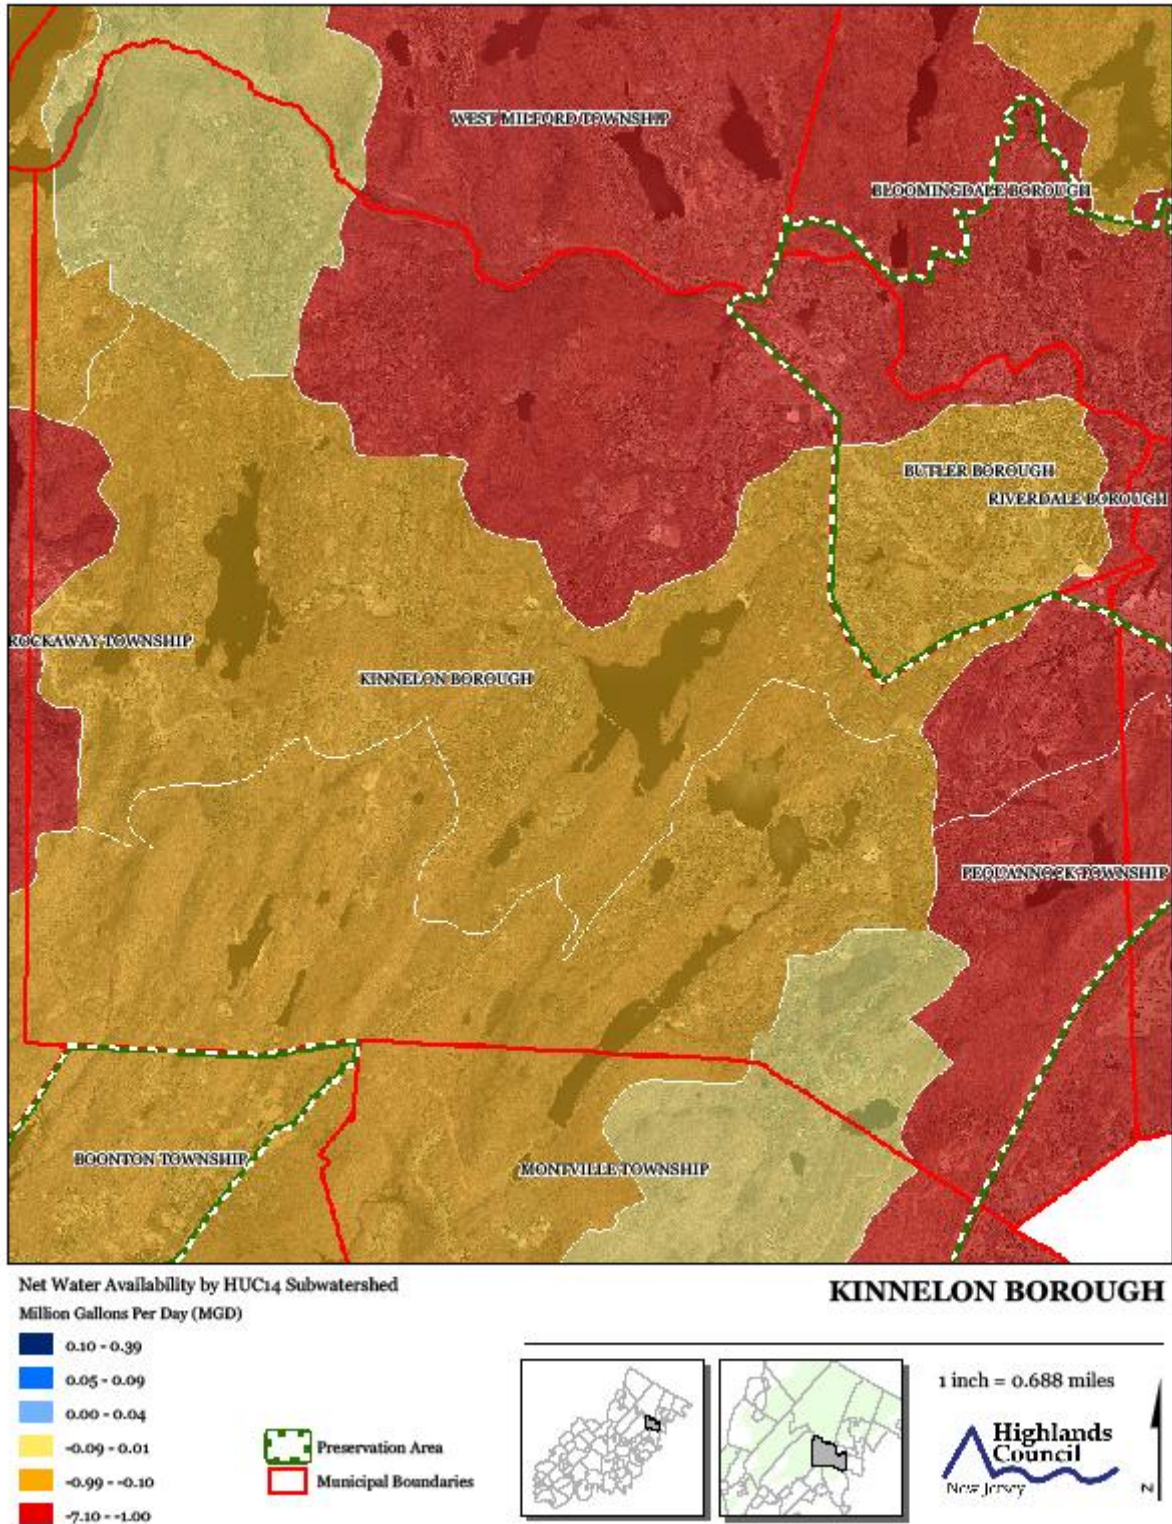 WEST MILFORD TOWNSHIP
BLOOMINGDALE BOROUGH
BUTLER BOROUGH
RIVERDALE BOROUGH
ROCKAWAY TOWNSHIP
KINNELON BOROUGH
PEQUANNOCK TOWNSHIP
BOONTON TOWNSHIP
MONTVILLE TOWNSHIP
Net Water Availability by HUC14 Subwatershed
Million Gallons Per Day (MGD)
0.10 - 0.39
0.05 - 0.09
0.00 - 0.04
-0.09 - 0.01
-0.99 - -0.10
-7.10 - -1.00
Preservation Area
Municipal Boundaries
KINNELON BOROUGH
1 inch = 0.688 miles
Highlands
Council
New Jersey
N